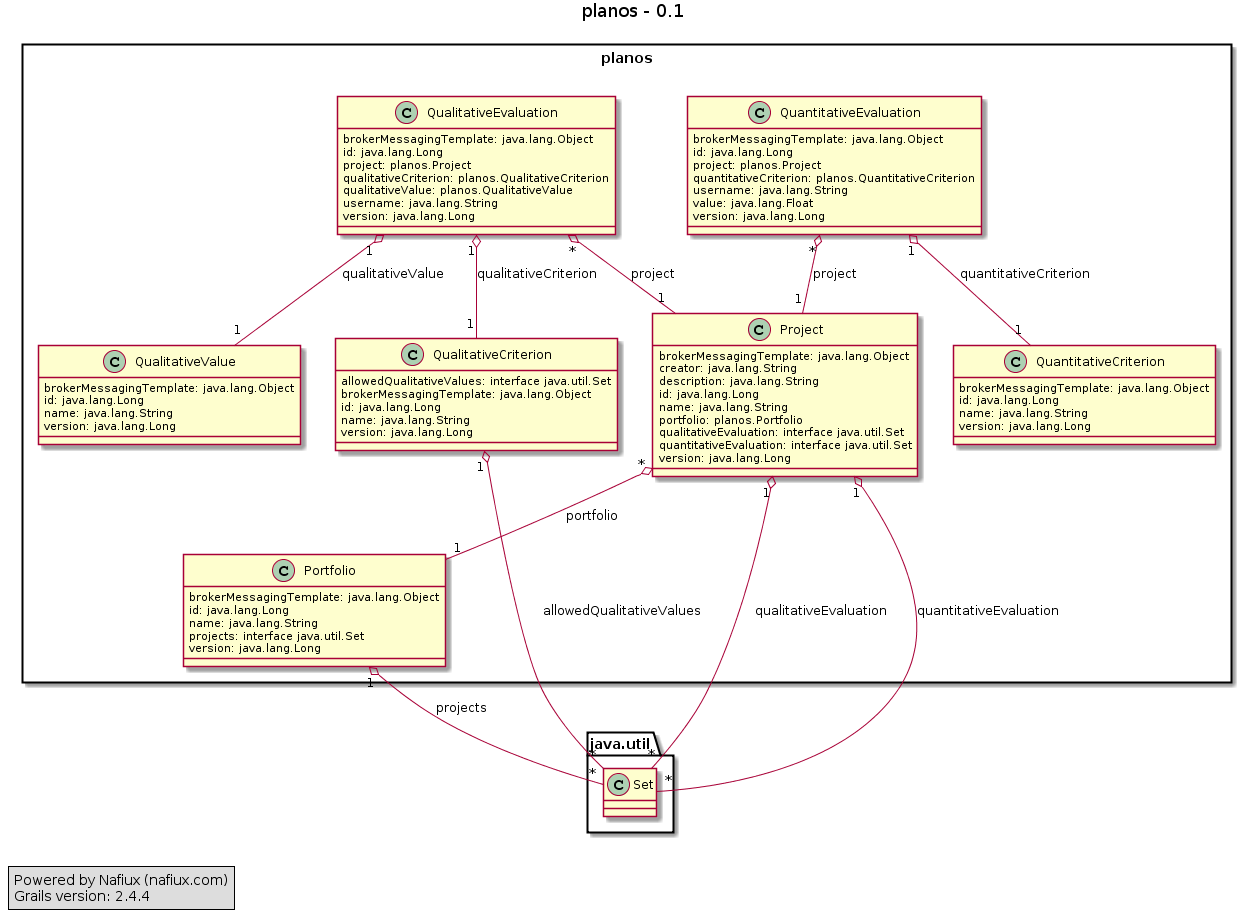 planos - 0.1
planos
C QualitativeEvaluation
brokerMessagingTemplate: java.lang.Object
id: java.lang.Long
project: planos.Project
qualitativeCriterion: planos.QualitativeCriterion
qualitativeValue: planos.QualitativeValue
username: java.lang.String
version: java.lang.Long
C QuantitativeEvaluation
brokerMessagingTemplate: java.lang.Object
id: java.lang.Long
project: planos.Project
quantitativeCriterion: planos.QuantitativeCriterion
username: java.lang.String
value: java.lang.Float
version: java.lang.Long
1
1
*
*
1
qualitativeValue
qualitativeCriterion
project
project
quantitativeCriterion
1
1
1
1
1
C QualitativeValue
brokerMessagingTemplate: java.lang.Object
id: java.lang.Long
name: java.lang.String
version: java.lang.Long
C QualitativeCriterion
allowedQualitativeValues: interface java.util.Set
brokerMessagingTemplate: java.lang.Object
id: java.lang.Long
name: java.lang.String
version: java.lang.Long
C Project
brokerMessagingTemplate: java.lang.Object
creator: java.lang.String
description: java.lang.String
id: java.lang.Long
name: java.lang.String
portfolio: planos.Portfolio
qualitativeEvaluation: interface java.util.Set
quantitativeEvaluation: interface java.util.Set
version: java.lang.Long
C QuantitativeCriterion
brokerMessagingTemplate: java.lang.Object
id: java.lang.Long
name: java.lang.String
version: java.lang.Long
1
*
1
1
portfolio
1
C Portfolio
brokerMessagingTemplate: java.lang.Object
id: java.lang.Long
name: java.lang.String
projects: interface java.util.Set
version: java.lang.Long
allowedQualitativeValues
qualitativeEvaluation
quantitativeEvaluation
1
projects
java.util
*
*
*
*
C Set
Powered by Nafiux (nafiux.com)
Grails version: 2.4.4